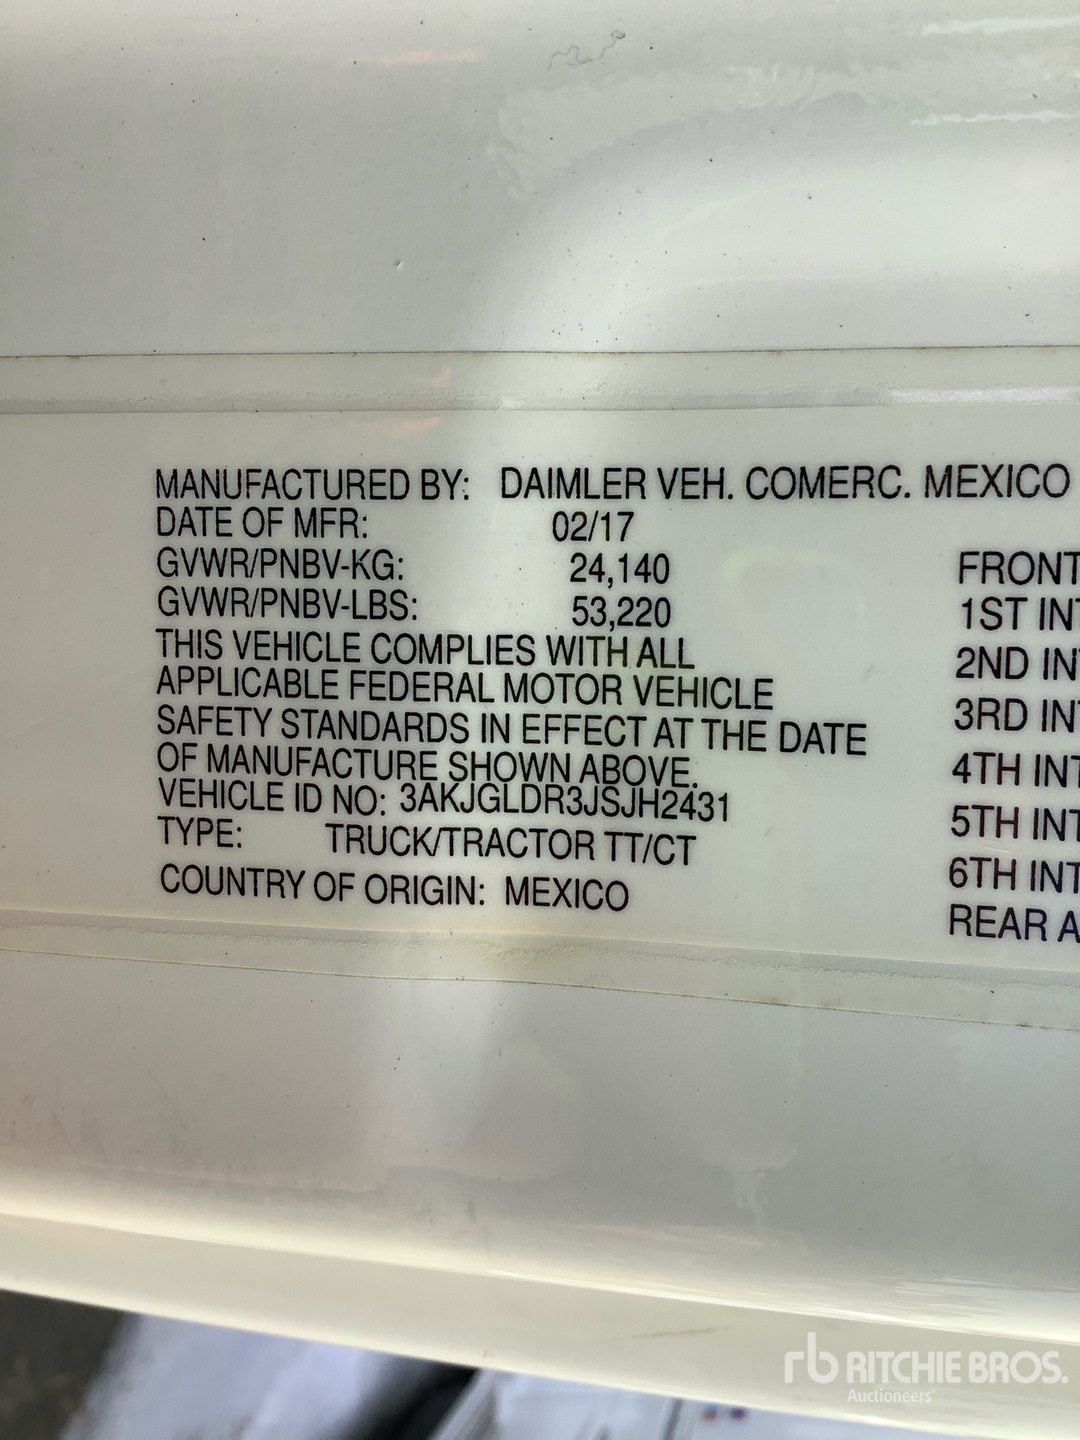 MANUFACTURED BY: DAIMLER VEH. COMERC. MEXICO
DATE OF MFR: 02/17
GVWR/PNBV-KG: 24,140
GVWR/PNBV-LBS: 53,220
THIS VEHICLE COMPLIES WITH ALL
APPLICABLE FEDERAL MOTOR VEHICLE
SAFETY STANDARDS IN EFFECT AT THE DATE
OF MANUFACTURE SHOWN ABOVE.
VEHICLE ID NO: 3AKJGLDR3JSJH2431
TYPE: TRUCK/TRACTOR TT/CT
COUNTRY OF ORIGIN: MEXICO
FRONT
1ST INT
2ND INT
3RD INT
4TH INT
5TH INT
6TH INT
REAR A
rb RITCHIE BROS.
Auctioneers